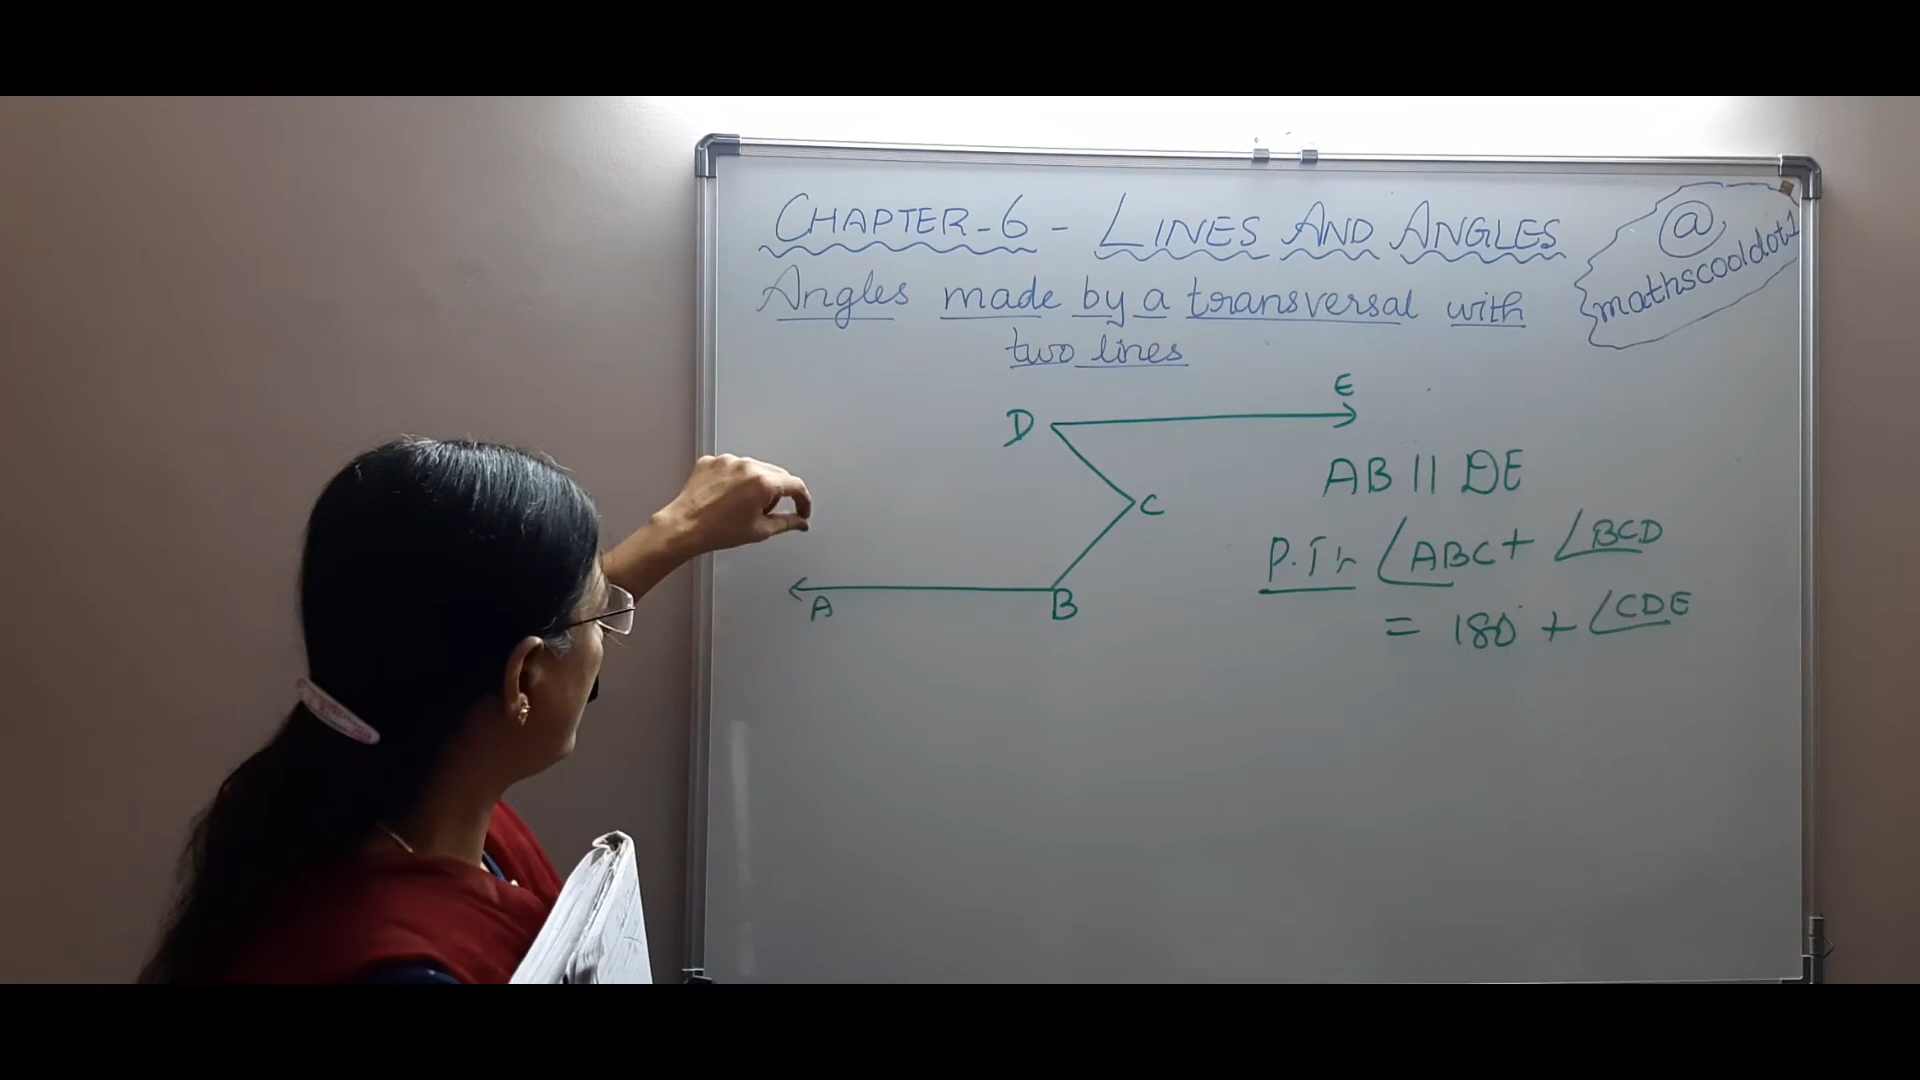 CHAPTER-6 - LINES AND ANGLES
@mathscooldot1
Angles made by a transversal with
two lines
D
E
C
A
B
AB || DE
P.Th ∠ABC + ∠BCD
= 180 + ∠CDE